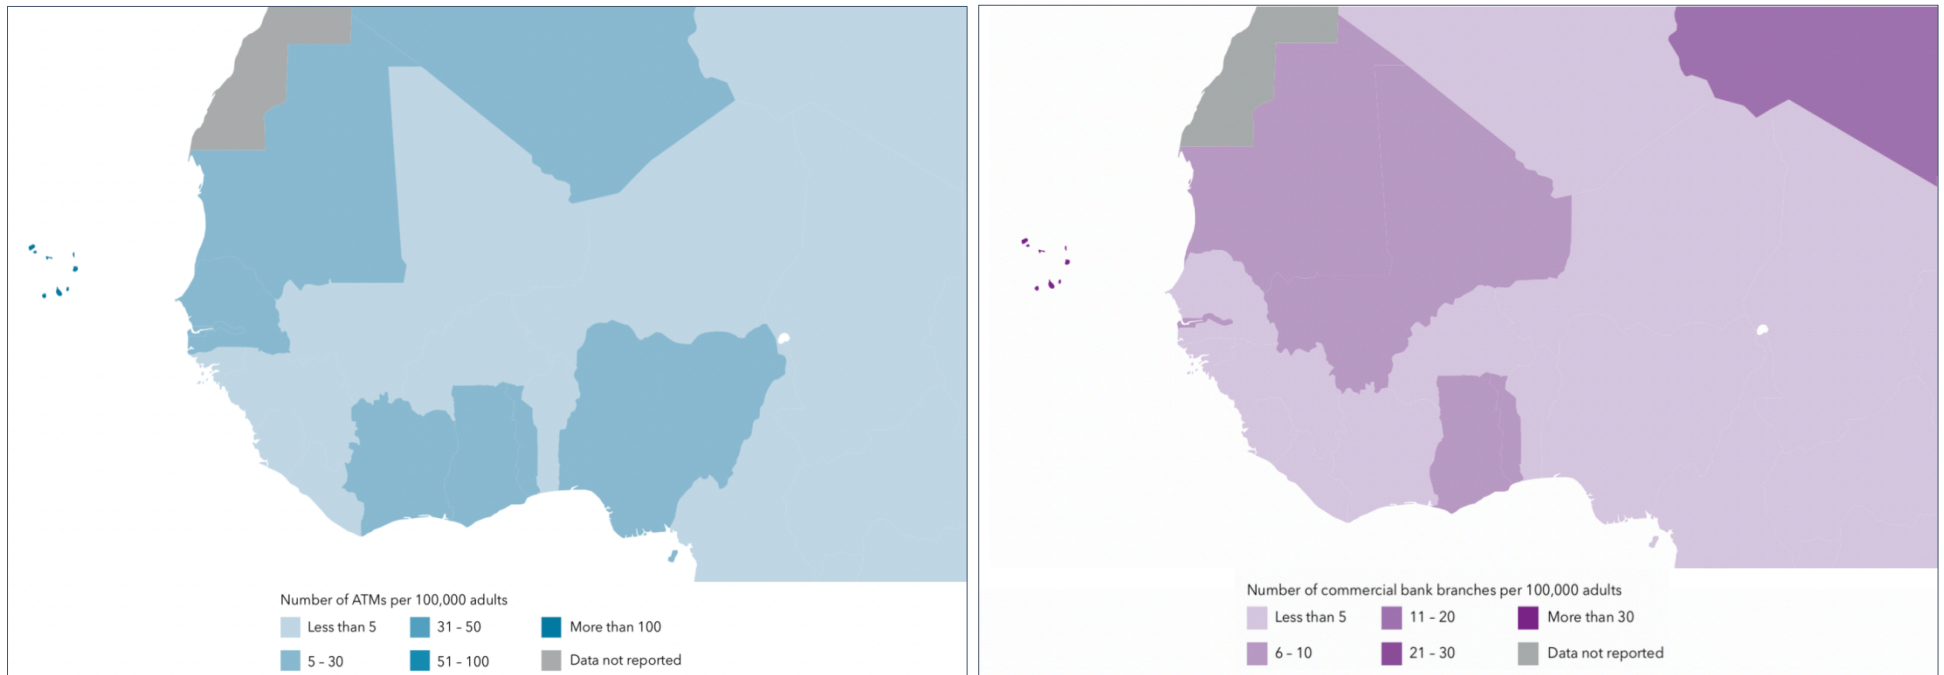 Number of ATMs per 100,000 adults
Less than 5
31 – 50
More than 100
5 – 30
51 – 100
Data not reported
Number of commercial bank branches per 100,000 adults
Less than 5
11 – 20
More than 30
6 – 10
21 – 30
Data not reported